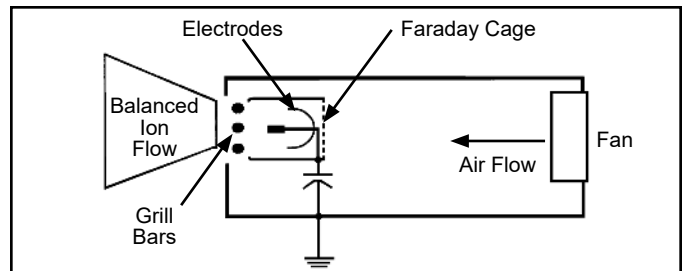 Electrodes
Faraday Cage
Balanced
Ion
Flow
Fan
Air Flow
Grill
Bars